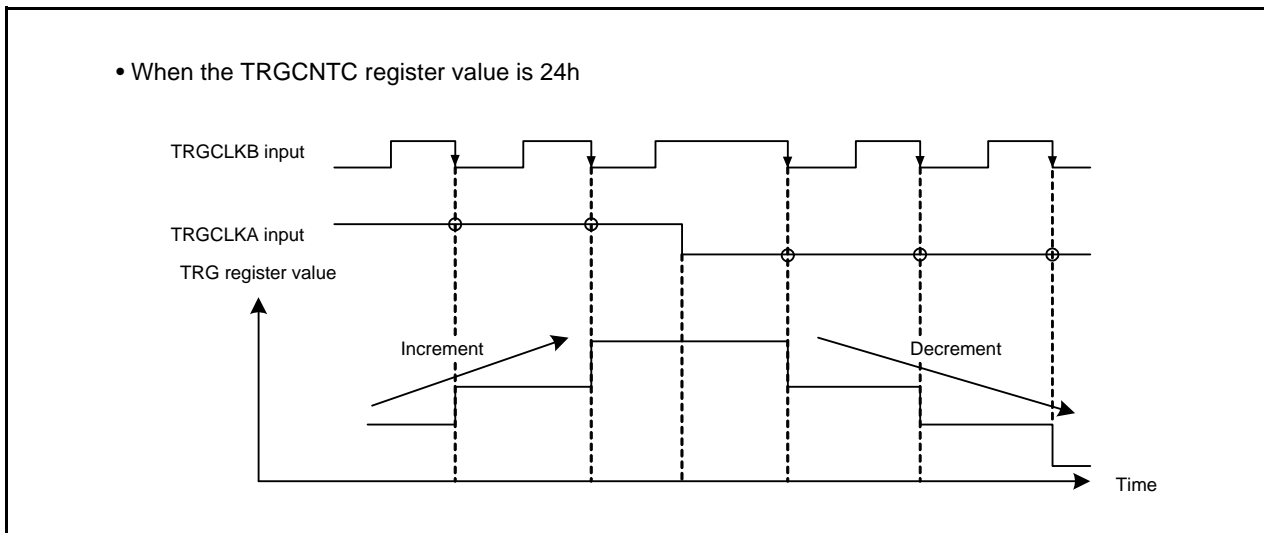 • When the TRGCNTC register value is 24h
TRGCLKB input
TRGCLKA input
TRG register value
Increment
Decrement
Time